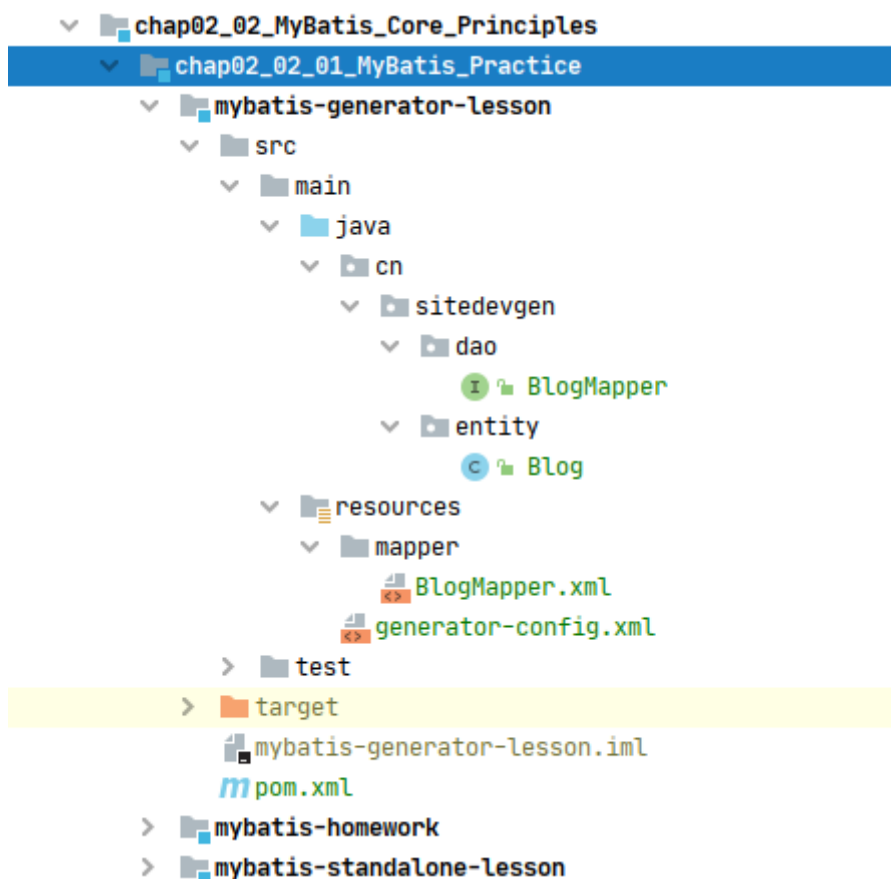 chap02_02_MyBatis_Core_Principles
chap02_02_01_MyBatis_Practice
mybatis-generator-lesson
src
main
java
cn
sitedevgen
dao
I BlogMapper
entity
C Blog
resources
mapper
BlogMapper.xml
generator-config.xml
test
target
mybatis-generator-lesson.iml
m pom.xml
mybatis-homework
mybatis-standalone-lesson